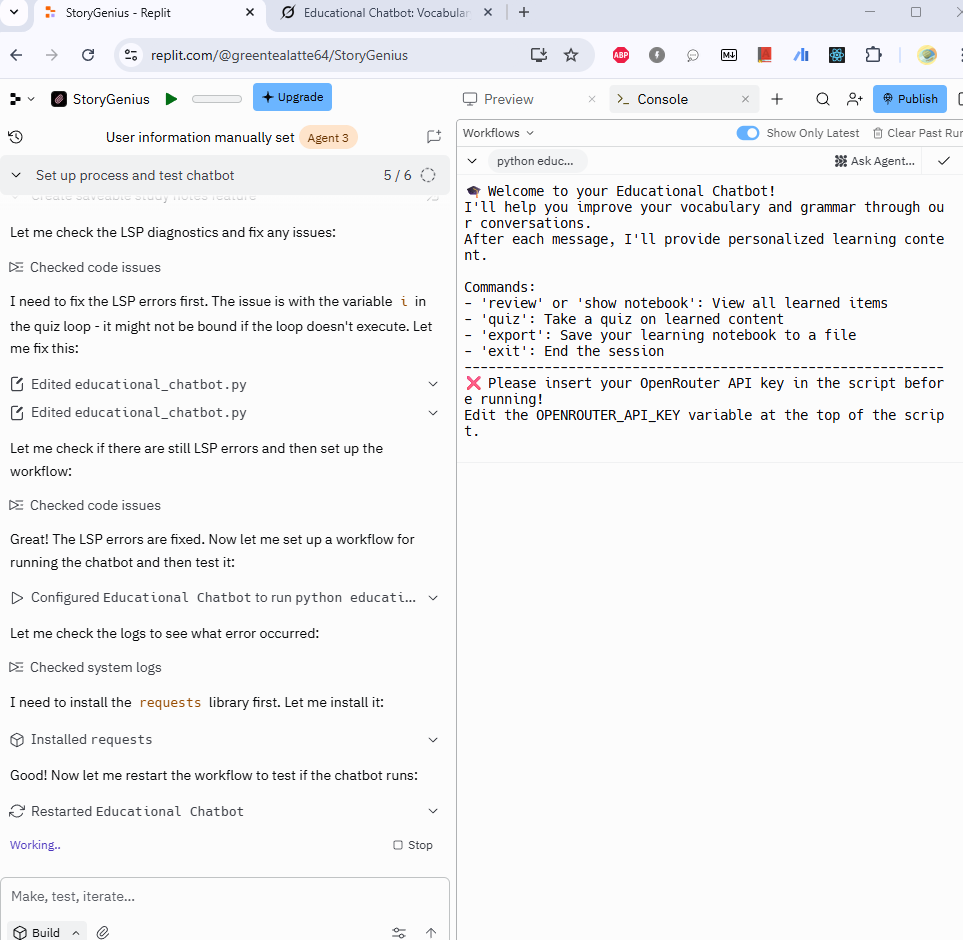 StoryGenius - Replit
Educational Chatbot: Vocabular
replit.com/@greentealatte64/StoryGenius
ABP
StoryGenius
Upgrade
Preview
Console
Publish
User information manually set Agent 3
Workflows
Show Only Latest
Clear Past Run
Set up process and test chatbot 5 / 6
python educ...
Ask Agent...
Create saveable study notes feature
Let me check the LSP diagnostics and fix any issues:
Checked code issues
I need to fix the LSP errors first. The issue is with the variable i in
the quiz loop - it might not be bound if the loop doesn't execute. Let
me fix this:
Edited educational_chatbot.py
Edited educational_chatbot.py
Let me check if there are still LSP errors and then set up the
workflow:
Checked code issues
Great! The LSP errors are fixed. Now let me set up a workflow for
running the chatbot and then test it:
Configured Educational Chatbot to run python educati...
Let me check the logs to see what error occurred:
Checked system logs
I need to install the requests library first. Let me install it:
Installed requests
Good! Now let me restart the workflow to test if the chatbot runs:
Restarted Educational Chatbot
Working..
Stop
Make, test, iterate...
Build
🎓 Welcome to your Educational Chatbot!
I'll help you improve your vocabulary and grammar through ou
r conversations.
After each message, I'll provide personalized learning conte
nt.
Commands:
- 'review' or 'show notebook': View all learned items
- 'quiz': Take a quiz on learned content
- 'export': Save your learning notebook to a file
- 'exit': End the session
------------------------------------------------------------
❌ Please insert your OpenRouter API key in the script befor
e running!
Edit the OPENROUTER_API_KEY variable at the top of the scrip
t.